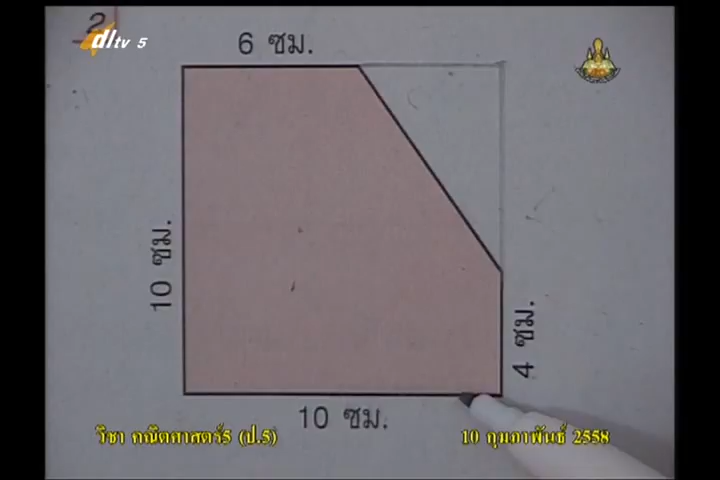 2
dltv 5
6 ซม.
10 ซม.
4 ซม.
10 ซม.
วิชา คณิตศาสตร์5 (ป.5)
10 กุมภาพันธ์ 2558